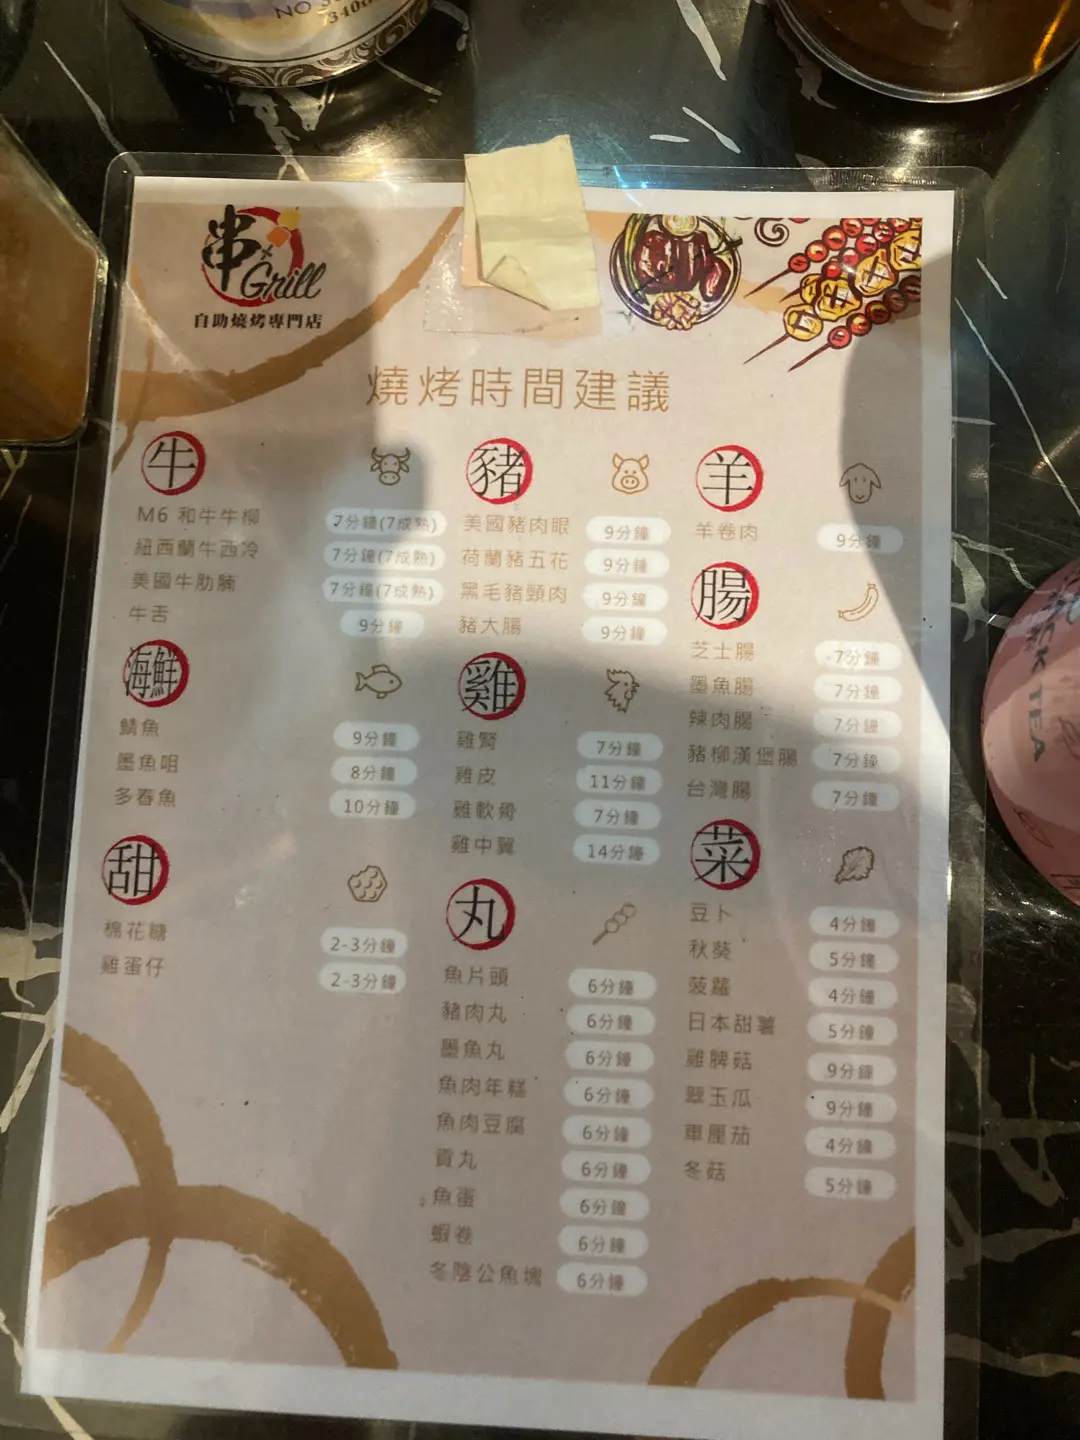 NO S
340
串
×
Grill
自助燒烤專門店
燒烤時間建議
牛
M6 和牛牛柳 7分鐘(7成熟)
紐西蘭牛西冷 7分鐘(7成熟)
美國牛肋腩 7分鐘(7成熟)
牛舌 9分鐘
海鮮
鯖魚 9分鐘
墨魚咀 8分鐘
多春魚 10分鐘
甜
棉花糖 2-3分鐘
雞蛋仔 2-3分鐘
豬
美國豬肉眼 9分鐘
荷蘭豬五花 9分鐘
黑毛豬頸肉 9分鐘
豬大腸 9分鐘
雞
雞腎 7分鐘
雞皮 11分鐘
雞軟骨 7分鐘
雞中翼 14分鐘
丸
魚片頭 6分鐘
豬肉丸 6分鐘
墨魚丸 6分鐘
魚肉年糕 6分鐘
魚肉豆腐 6分鐘
貢丸 6分鐘
魚蛋 6分鐘
蝦卷 6分鐘
冬陰公魚塊 6分鐘
羊
羊卷肉 9分鐘
腸
芝士腸 7分鐘
墨魚腸 7分鐘
辣肉腸 7分鐘
豬柳漢堡腸 7分鐘
台灣腸 7分鐘
菜
豆卜 4分鐘
秋葵 5分鐘
菠蘿 4分鐘
日本甜薯 5分鐘
雞脾菇 9分鐘
翠玉瓜 9分鐘
車厘茄 4分鐘
冬菇 5分鐘
CK TEA